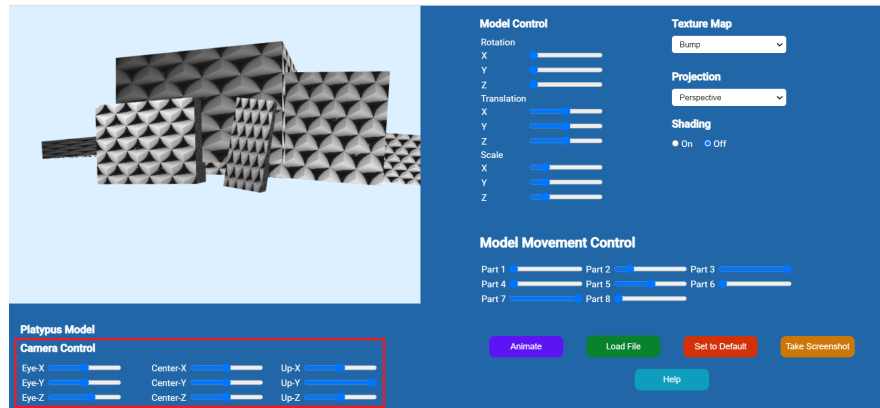 Model Control
Rotation
X
Y
Z
Translation
X
Y
Z
Scale
X
Y
Z
Texture Map
Bump
Projection
Perspective
Shading
On Off
Model Movement Control
Part 1 Part 2 Part 3
Part 4 Part 5 Part 6
Part 7 Part 8
Platypus Model
Camera Control
Eye-X Center-X Up-X
Eye-Y Center-Y Up-Y
Eye-Z Center-Z Up-Z
Animate Load File Set to Default Take Screenshot
Help